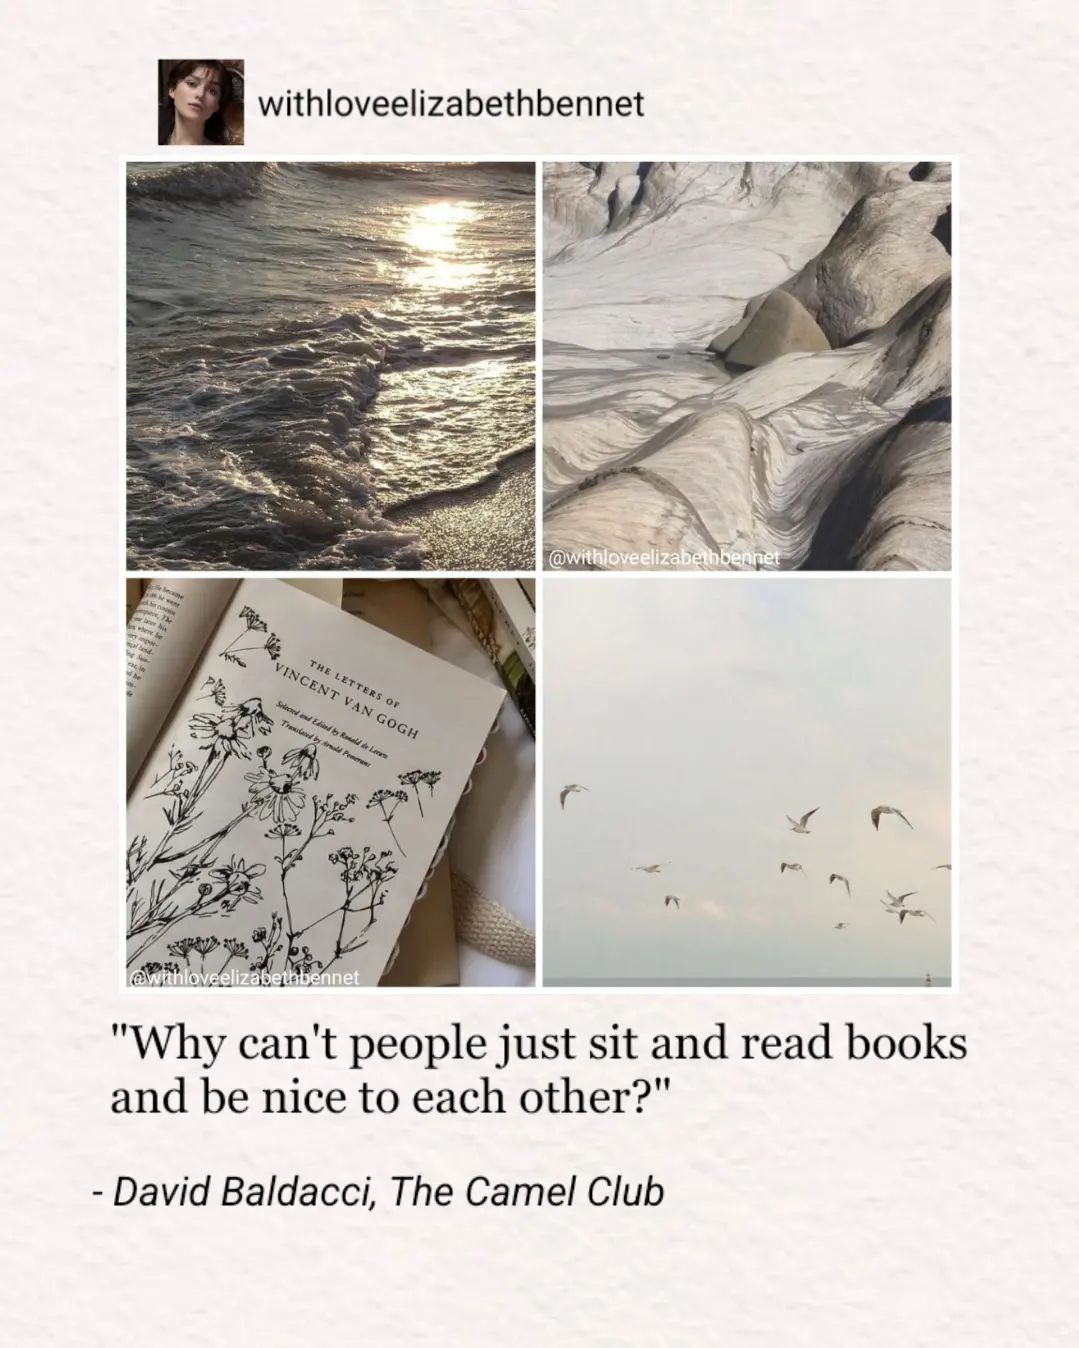 withloveelizabethbennet
@withloveelizabethbennet
He became
THE LETTERS OF
VINCENT VAN GOGH
Selected and Edited by Ronald de Leeuw
Translated by Arnold Pomerans
@withloveelizabethbennet
"Why can't people just sit and read books
and be nice to each other?"
- David Baldacci, The Camel Club